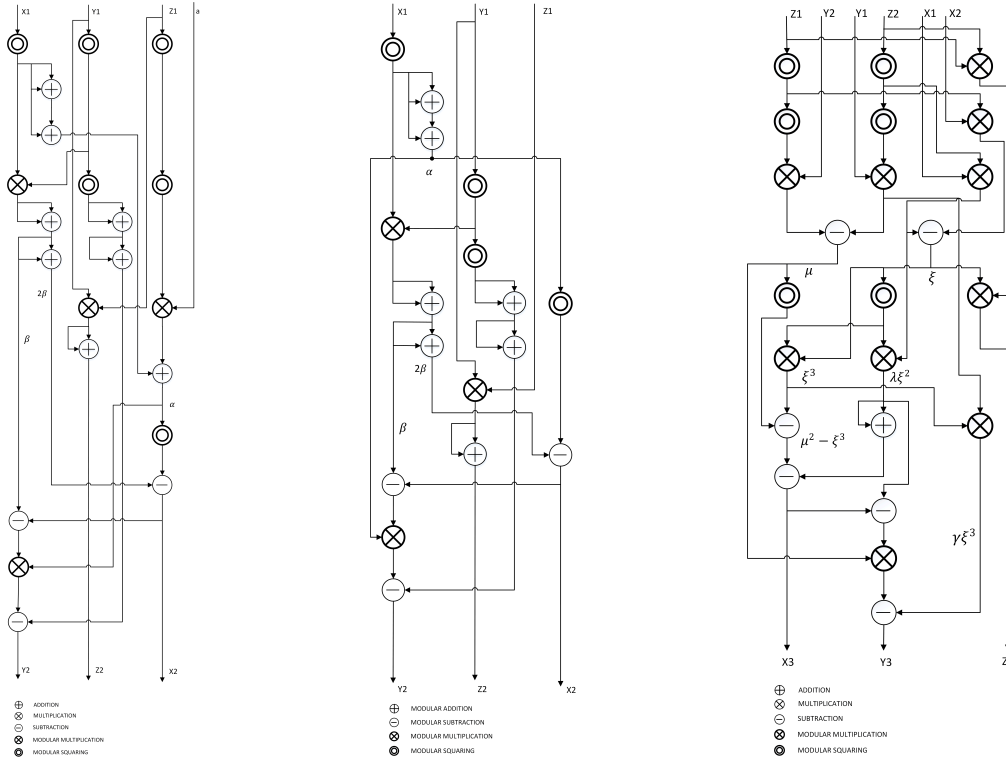 X1 Y1 Z1 a
2β
β
α
Y2 Z2 X2
ADDITION
MULTIPLICATION
SUBTRACTION
MODULAR MULTIPLICATION
MODULAR SQUARING
X1 Y1 Z1
α
2β
β
Y2 Z2 X2
MODULAR ADDITION
MODULAR SUBTRACTION
MODULAR MULTIPLICATION
MODULAR SQUARING
Z1 Y2 Y1 Z2 X1 X2
μ ξ
ξ³ λξ²
μ² − ξ³
γξ³
X3 Y3 Z
ADDITION
MULTIPLICATION
SUBTRACTION
MODULAR MULTIPLICATION
MODULAR SQUARING